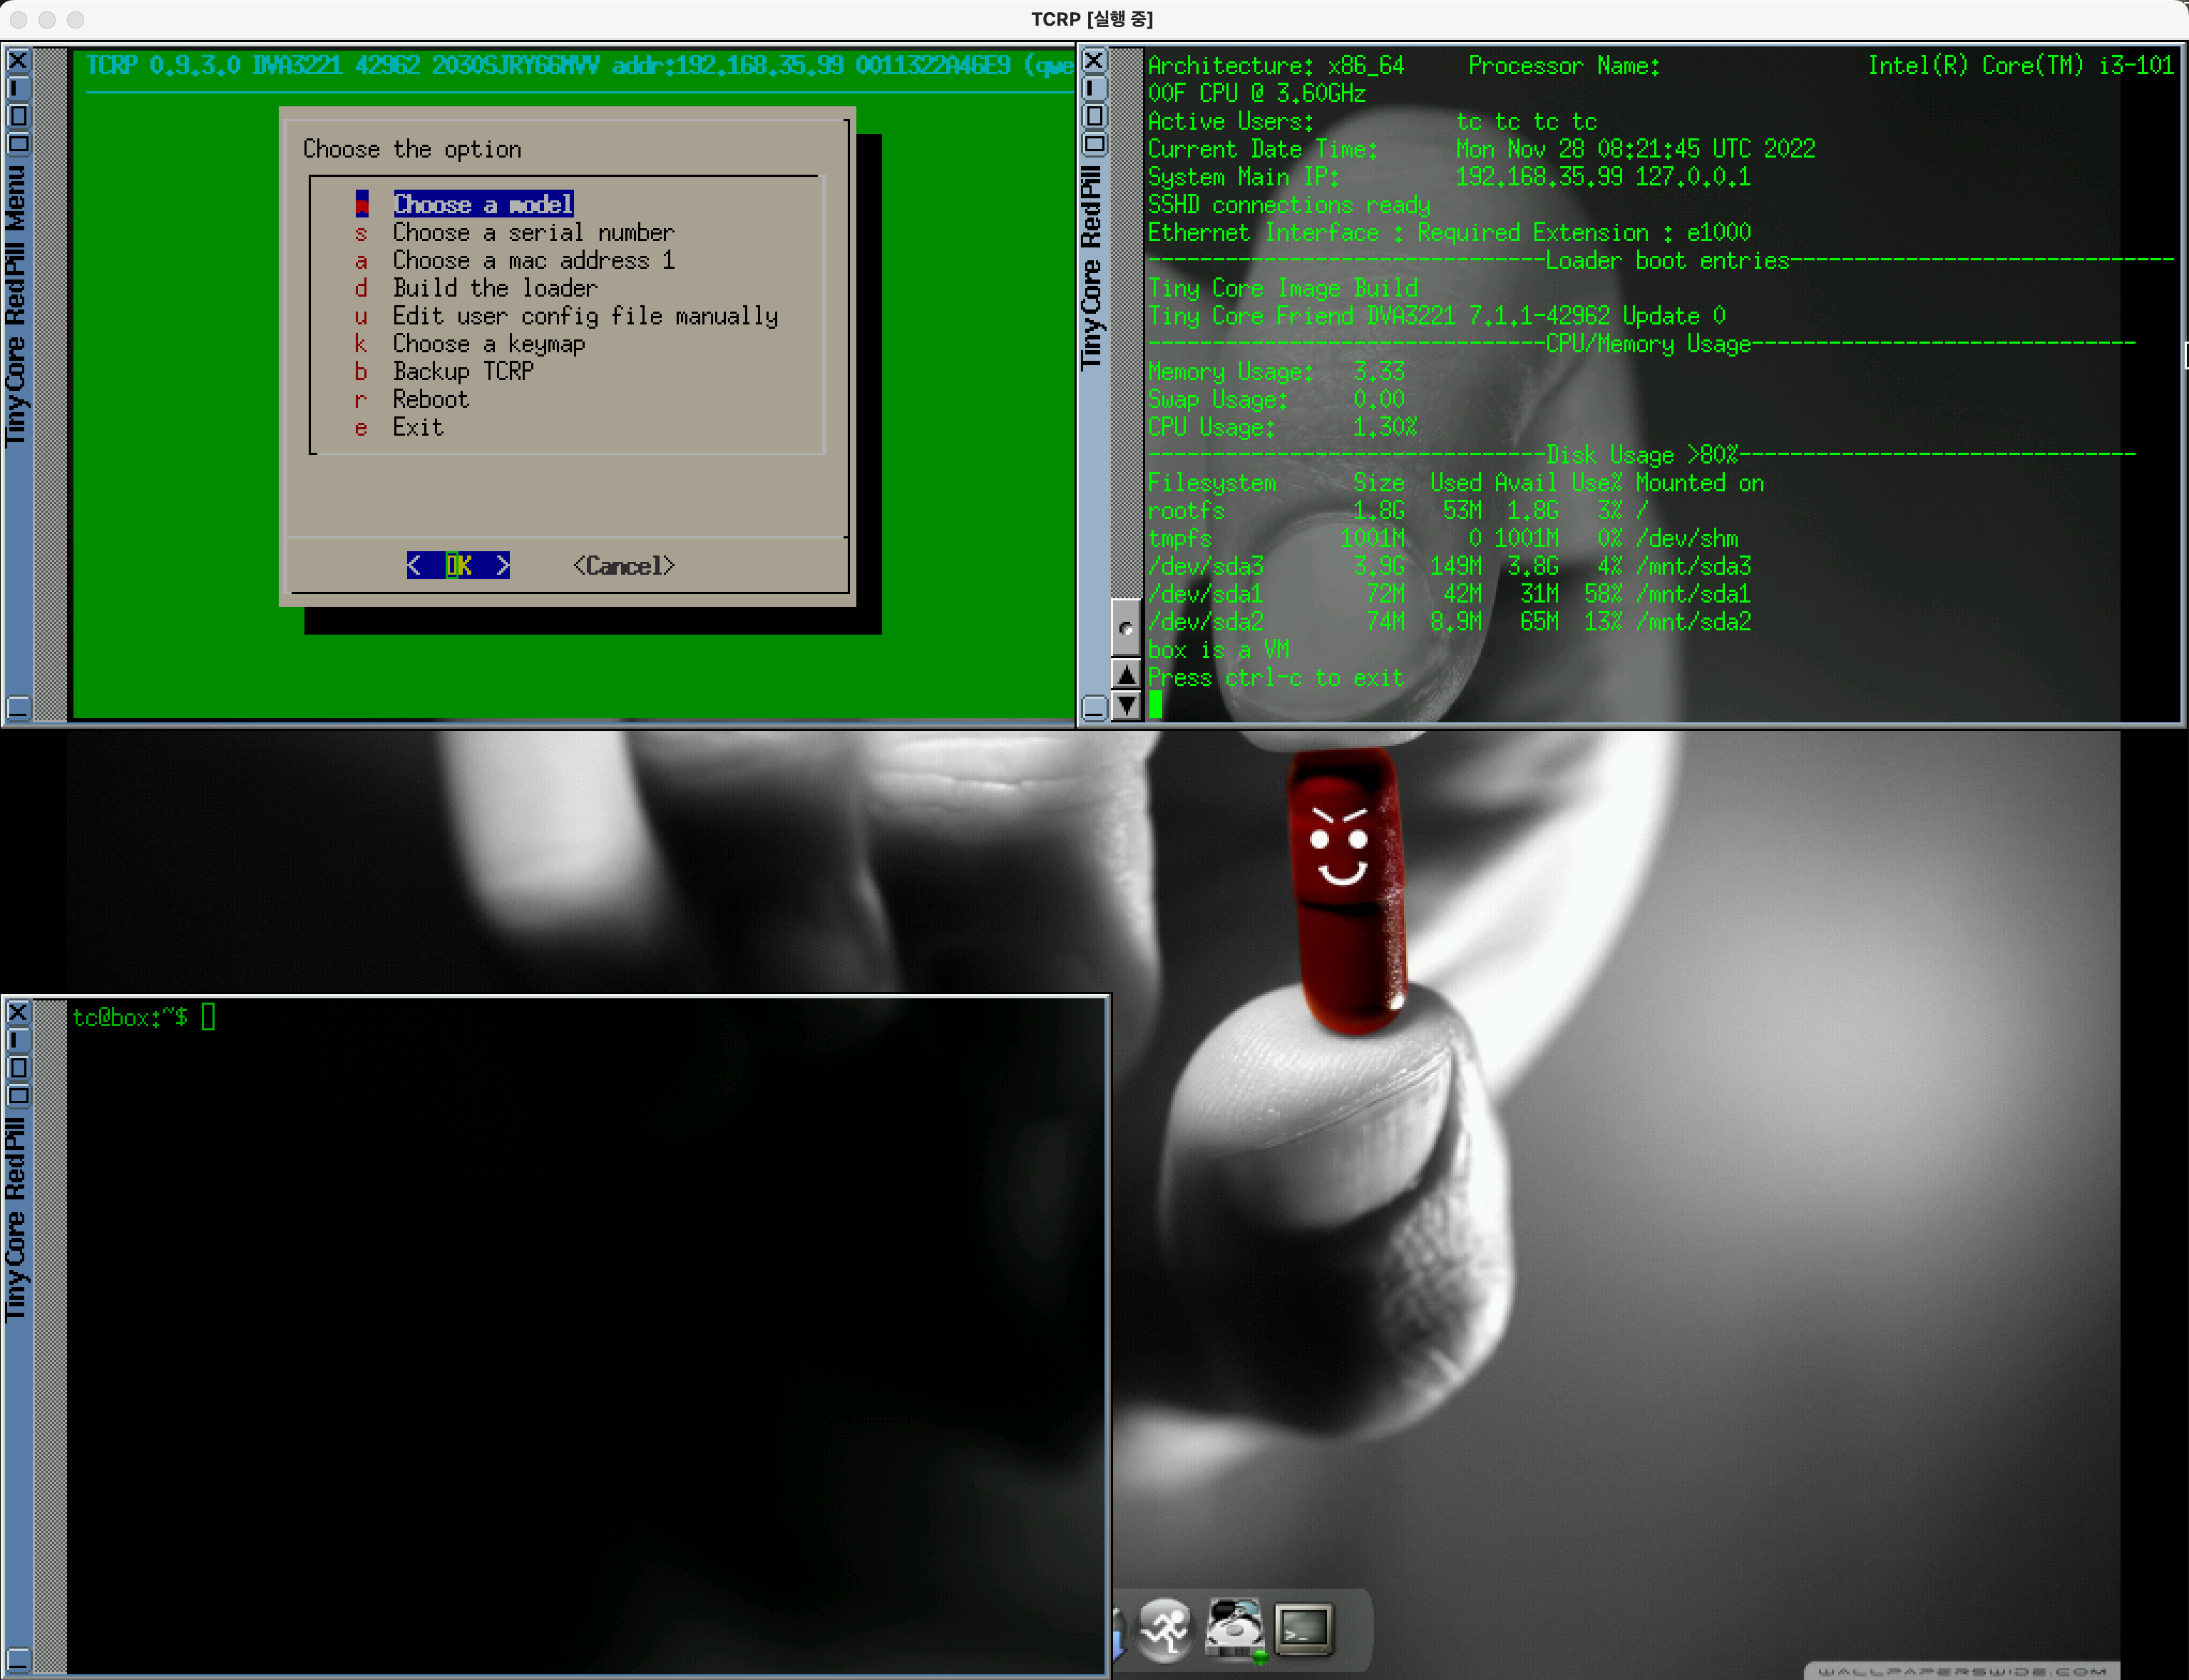 TCRP [실행 중]
TinyCore RedPill Menu
TCRP 0.9.3.0 DVA3221 42962 2030SJRY66MVV addr:192.168.35.99 0011322A46E9 (qwe
Choose the option
Choose a model
s Choose a serial number
a Choose a mac address 1
d Build the loader
u Edit user config file manually
k Choose a keymap
b Backup TCRP
r Reboot
e Exit
< OK > <Cancel>
TinyCore RedPill
Architecture: x86_64 Processor Name: Intel(R) Core(TM) i3-101
00F CPU @ 3.60GHz
Active Users: tc tc tc tc
Current Date Time: Mon Nov 28 08:21:45 UTC 2022
System Main IP: 192.168.35.99 127.0.0.1
SSHD connections ready
Ethernet Interface : Required Extension : e1000
-------------------------------Loader boot entries------------------------------
Tiny Core Image Build
Tiny Core Friend DVA3221 7.1.1-42962 Update 0
-------------------------------CPU/Memory Usage------------------------------
Memory Usage: 3.33
Swap Usage: 0.00
CPU Usage: 1.30%
-------------------------------Disk Usage >80%-------------------------------
Filesystem Size Used Avail Use% Mounted on
rootfs 1.8G 53M 1.8G 3% /
tmpfs 1001M 0 1001M 0% /dev/shm
/dev/sda3 3.9G 149M 3.8G 4% /mnt/sda3
/dev/sda1 72M 42M 31M 58% /mnt/sda1
/dev/sda2 74M 8.9M 65M 13% /mnt/sda2
box is a VM
Press ctrl-c to exit
TinyCore RedPill
tc@box:~$
WALLPAPERSWIDE.COM